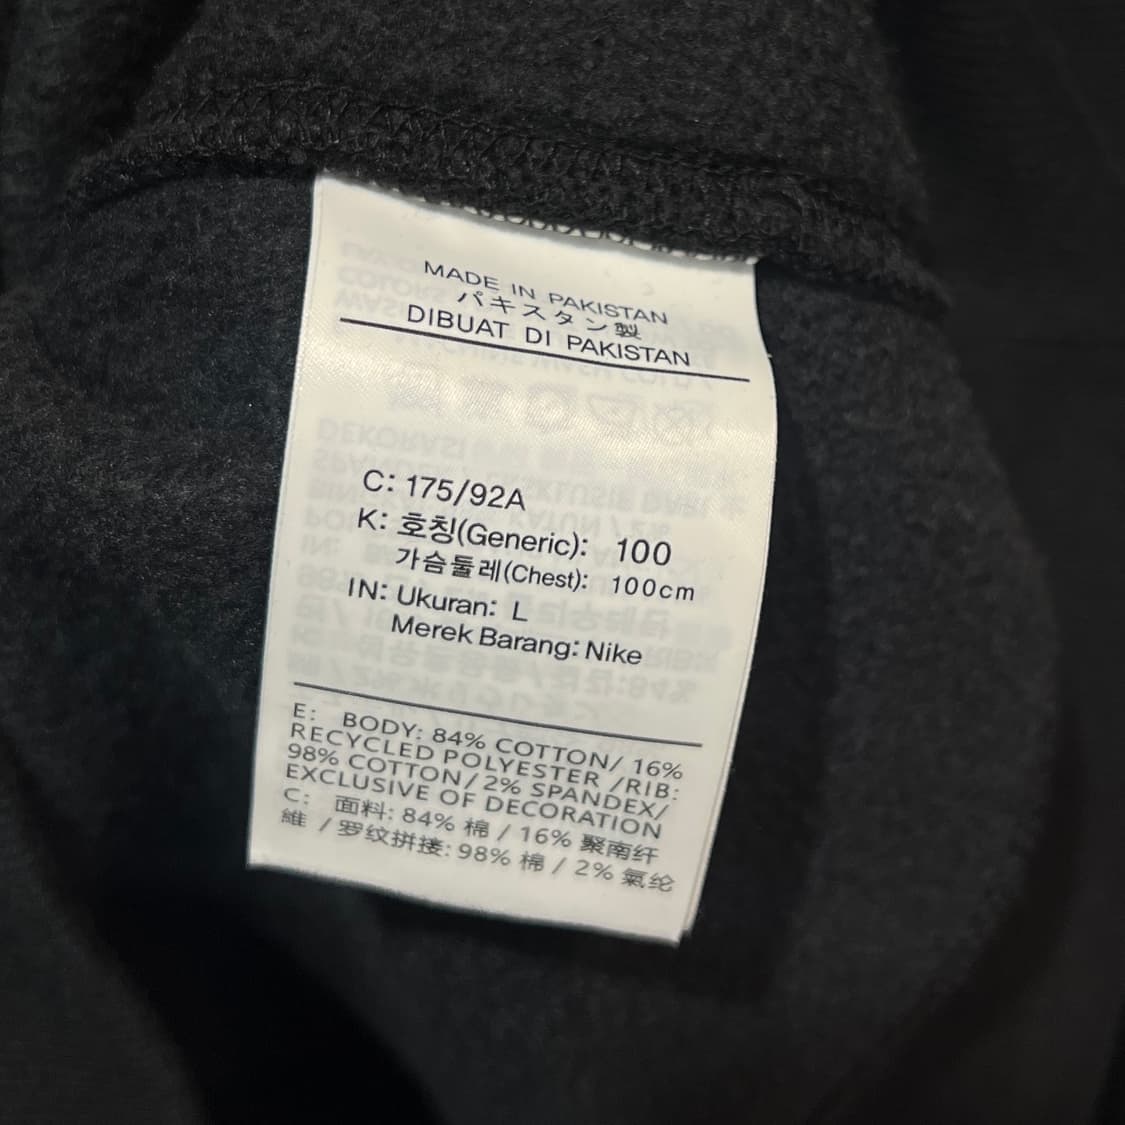 MADE IN PAKISTAN
パキスタン製
DIBUAT DI PAKISTAN
C: 175/92A
K: 호칭(Generic): 100
가슴둘레(Chest): 100cm
IN: Ukuran: L
Merek Barang: Nike
E: BODY: 84% COTTON/ 16%
RECYCLED POLYESTER /RIB:
98% COTTON/ 2% SPANDEX/
EXCLUSIVE OF DECORATION
C: 面料: 84% 棉 / 16% 聚南纤
維 / 罗纹拼接: 98% 棉 / 2% 氣纶